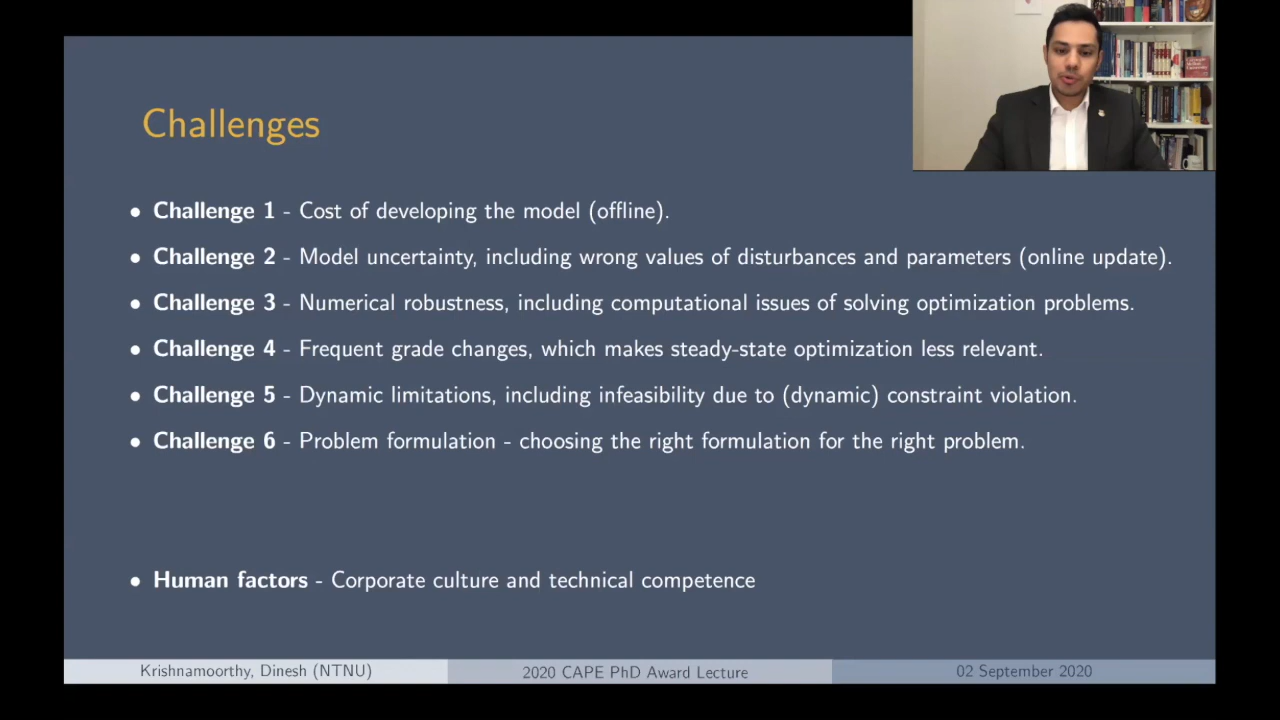 Challenges
• Challenge 1 - Cost of developing the model (offline).
• Challenge 2 - Model uncertainty, including wrong values of disturbances and parameters (online update).
• Challenge 3 - Numerical robustness, including computational issues of solving optimization problems.
• Challenge 4 - Frequent grade changes, which makes steady-state optimization less relevant.
• Challenge 5 - Dynamic limitations, including infeasibility due to (dynamic) constraint violation.
• Challenge 6 - Problem formulation - choosing the right formulation for the right problem.
• Human factors - Corporate culture and technical competence
Krishnamoorthy, Dinesh (NTNU) 2020 CAPE PhD Award Lecture 02 September 2020